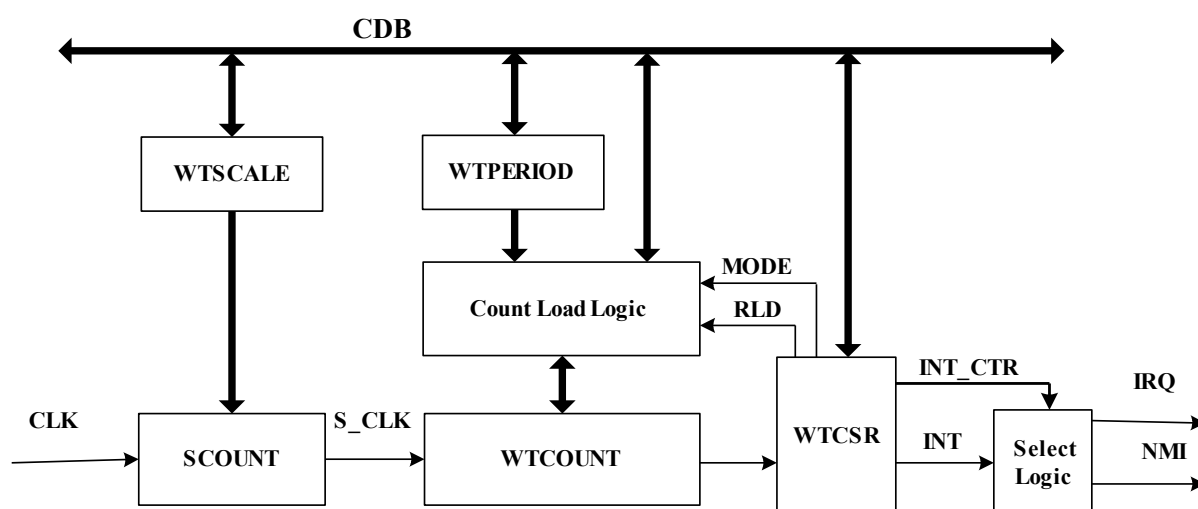 CDB
WTSCALE
WTPERIOD
MODE
Count Load Logic
RLD
INT_CTR
IRQ
CLK
S_CLK
SCOUNT
WTCOUNT
WTCSR
INT
Select
Logic
NMI